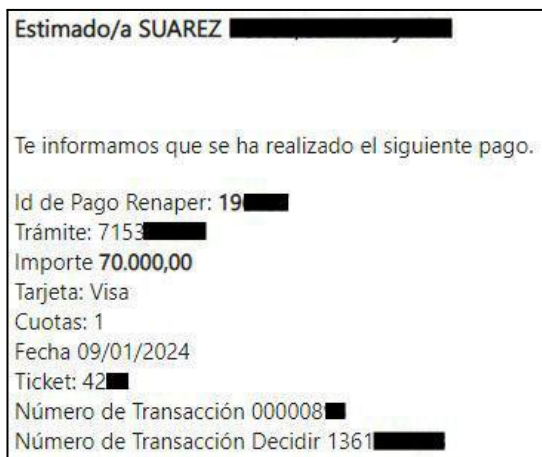 Estimado/a SUAREZ
Te informamos que se ha realizado el siguiente pago.
Id de Pago Renaper: 19
Trámite: 7153
Importe 70.000,00
Tarjeta: Visa
Cuotas: 1
Fecha 09/01/2024
Ticket: 42
Número de Transacción 000008
Número de Transacción Decidir 1361